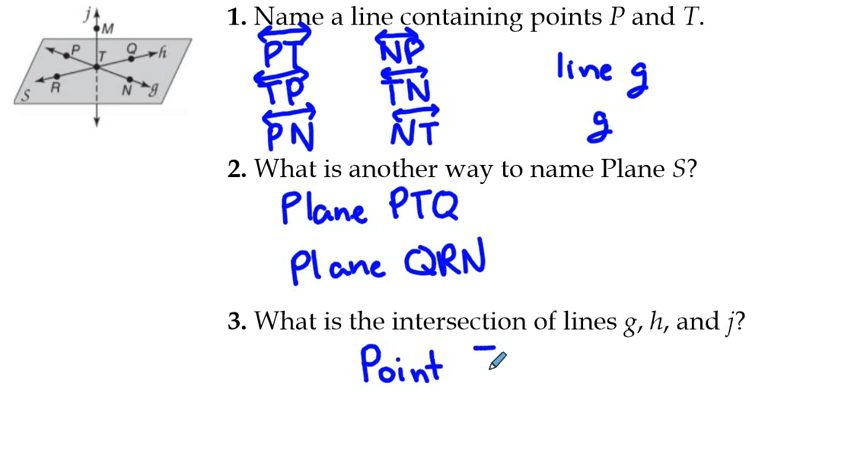 j
M
P
T
Q
h
S
R
N
g
1. Name a line containing points P and T.
PT NP
TP TN line g
PN NT g
2. What is another way to name Plane S?
Plane PTQ
Plane QRN
3. What is the intersection of lines g, h, and j?
Point